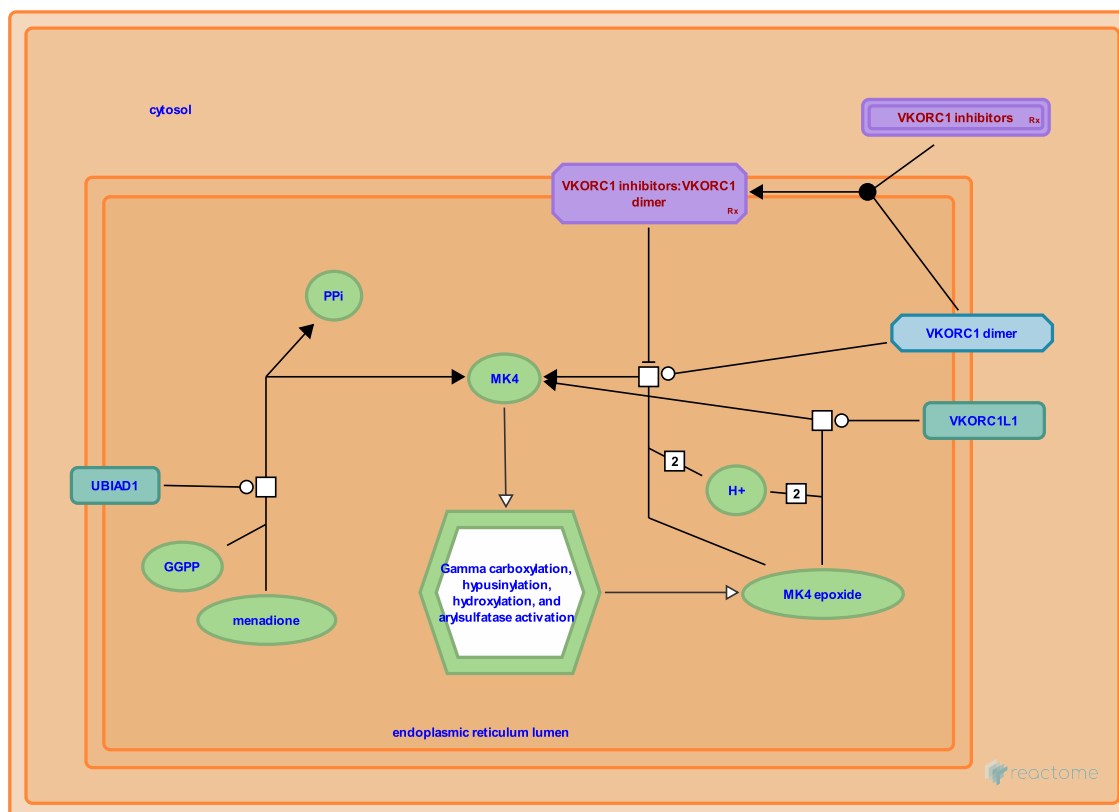 cytosol
VKORC1 inhibitors
Rx
VKORC1 inhibitors:VKORC1
dimer
Rx
PPi
VKORC1 dimer
MK4
VKORC1L1
2
UBIAD1
H+
2
GGPP
Gamma carboxylation,
hypusinylation,
hydroxylation, and
arylsulfatase activation
MK4 epoxide
menadione
endoplasmic reticulum lumen
reactome